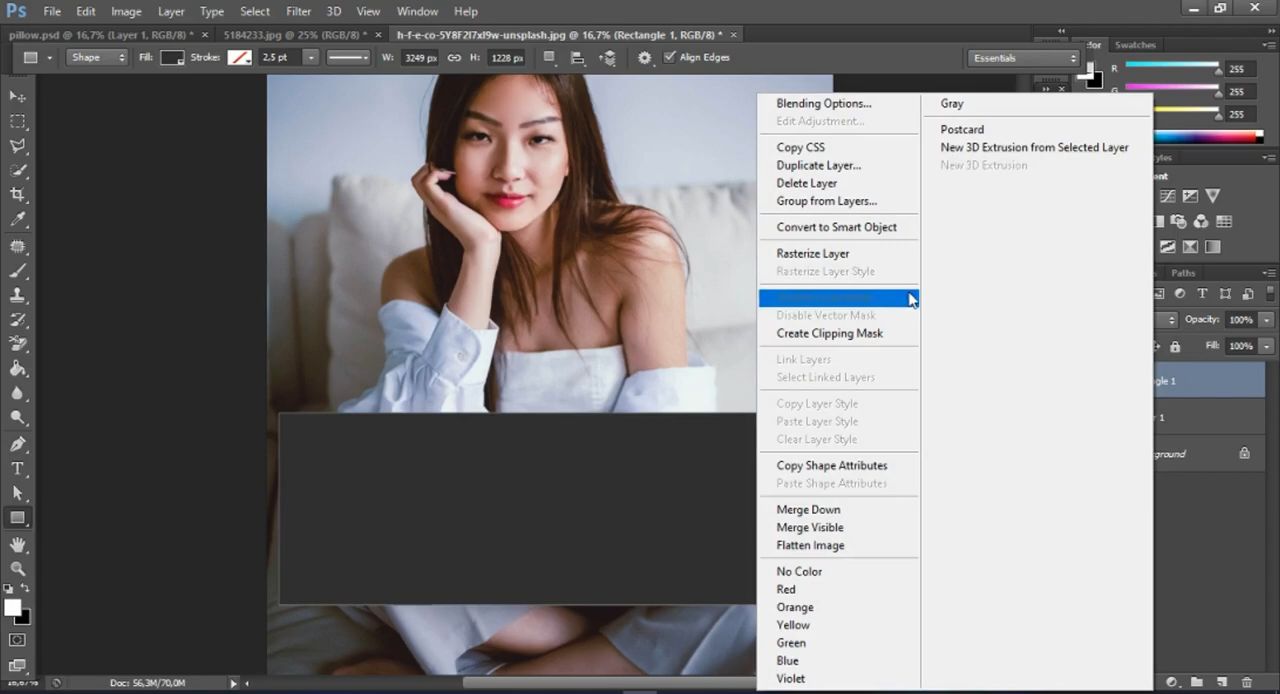 Ps File Edit Image Layer Type Select Filter 3D View Window Help
pillow.psd @ 16,7% (Layer 1, RGB/8) * × 5184233.jpg @ 25% (RGB/8) * × h-f-e-co-5Y8F2I7xI9w-unsplash.jpg @ 16,7% (Rectangle 1, RGB/8) * ×
lor Swatches
Shape Fill: Stroke: 2.5 pt W: 3249 px H: 1228 px Align Edges Essentials
R 255
255
255
Blending Options...
Edit Adjustment...
Copy CSS
Duplicate Layer...
Delete Layer
Group from Layers...
Convert to Smart Object
Rasterize Layer
Rasterize Layer Style
Disable Vector Mask
Create Clipping Mask
Link Layers
Select Linked Layers
Copy Layer Style
Paste Layer Style
Clear Layer Style
Copy Shape Attributes
Paste Shape Attributes
Merge Down
Merge Visible
Flatten Image
No Color
Red
Orange
Yellow
Green
Blue
Violet
Gray
Postcard
New 3D Extrusion from Selected Layer
New 3D Extrusion
tyles
ent
Paths
Opacity: 100%
Fill: 100%
gle 1
1
ground
Doc: 56,3M/70,0M